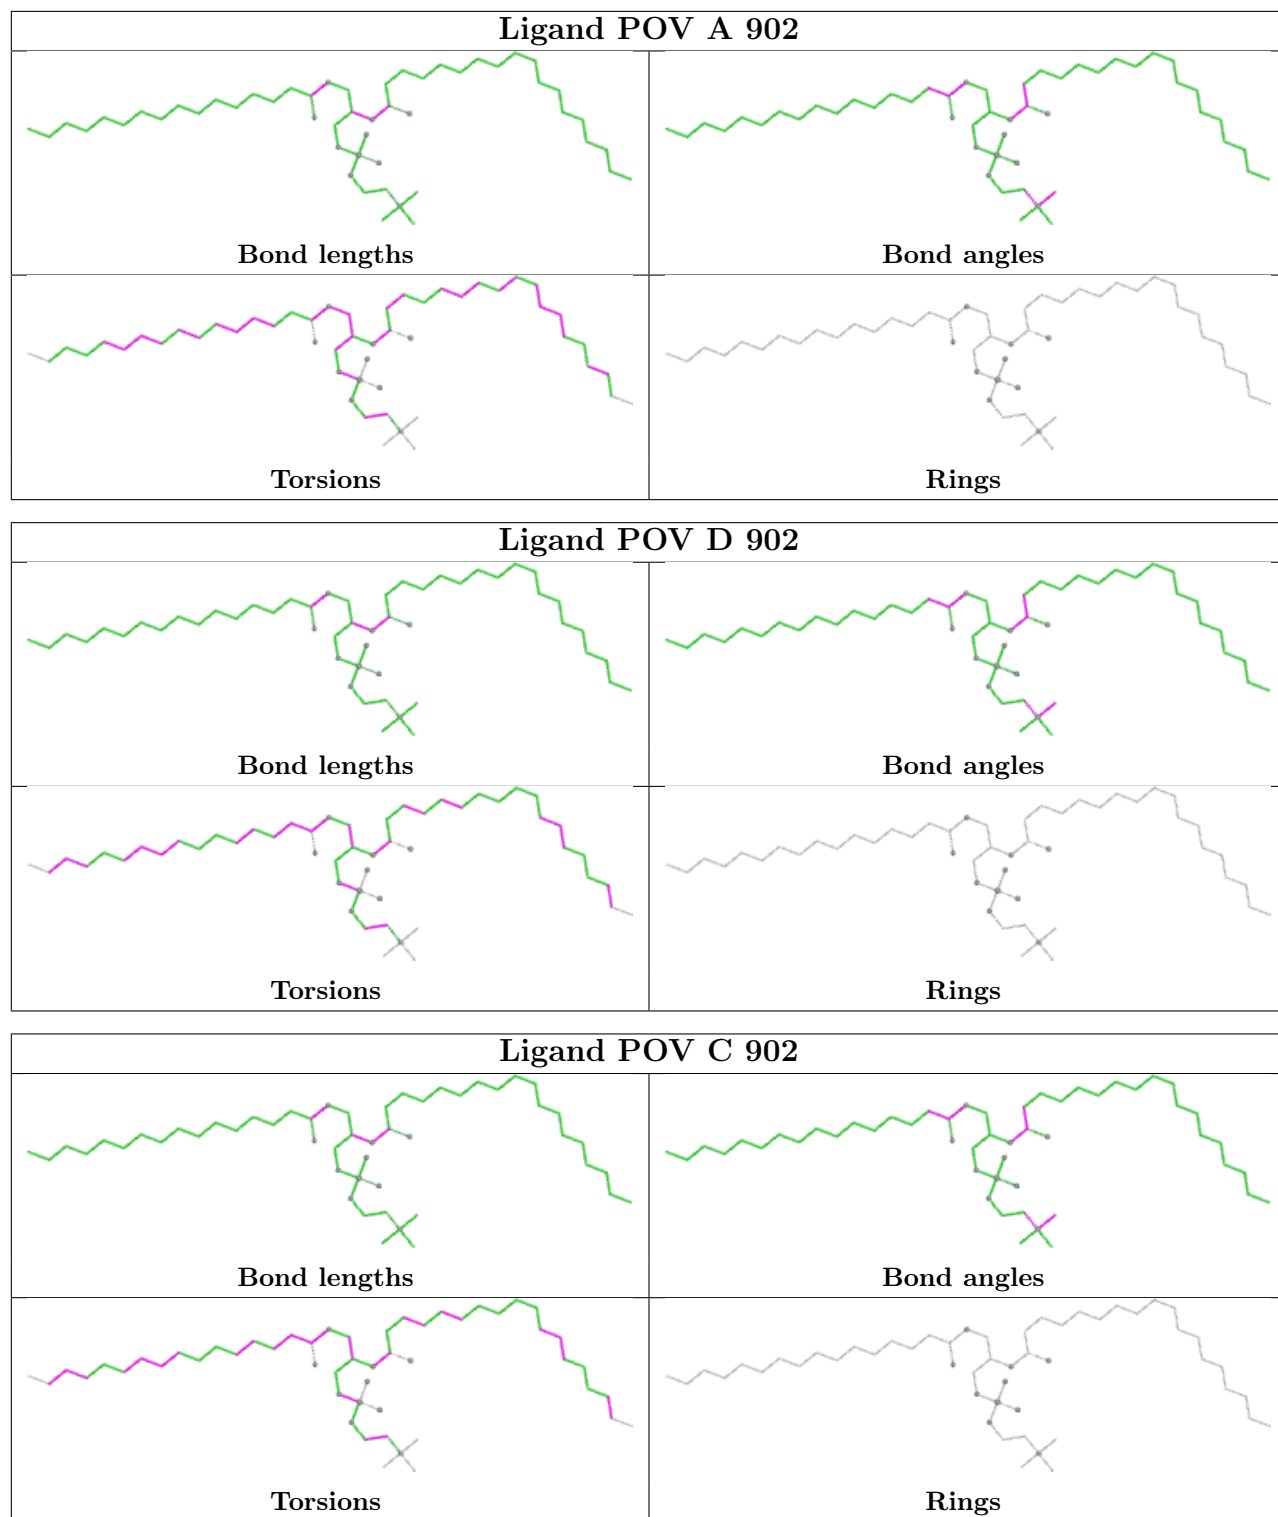 Ligand POV A 902
Bond lengths
Bond angles
Torsions
Rings
Ligand POV D 902
Bond lengths
Bond angles
Torsions
Rings
Ligand POV C 902
Bond lengths
Bond angles
Torsions
Rings